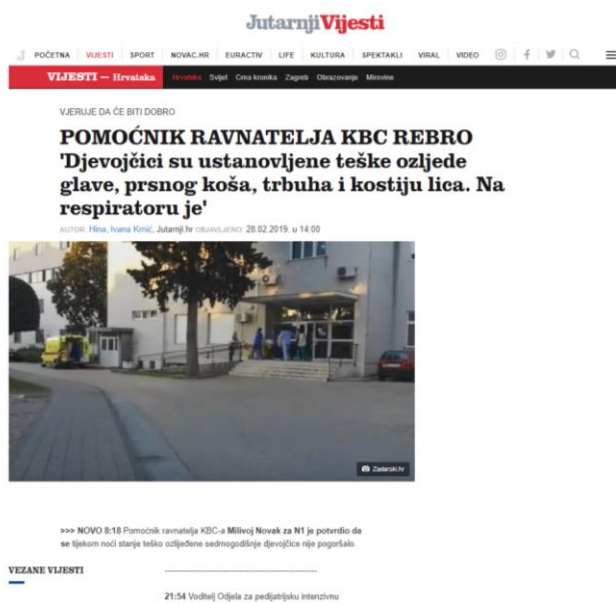 JutarnjiVijesti
J POČETNA VIJESTI SPORT NOVAC.HR EURACTIV LIFE KULTURA SPEKTAKLI VIRAL VIDEO
VIJESTI — Hrvatska Hrvatska Svijet Crna kronika Zagreb Obrazovanje Mirovine
VJERUJE DA ĆE BITI DOBRO
POMOĆNIK RAVNATELJA KBC REBRO
'Djevojčici su ustanovljene teške ozljede
glave, prsnog koša, trbuha i kostiju lica. Na
respiratoru je'
AUTOR: Hina, Ivana Krnić, Jutarnji.hr OBJAVLJENO: 28.02.2019. u 14:00
Zadarski.hr
>>> NOVO 8:18 Pomoćnik ravnatelja KBC-a Milivoj Novak za N1 je potvrdio da
se tijekom noći stanje teško ozlijeđene sedmogodišnje djevojčice nije pogoršalo.
VEZANE VIJESTI
21:54 Voditelj Odjela za pedijatrijsku intenzivnu